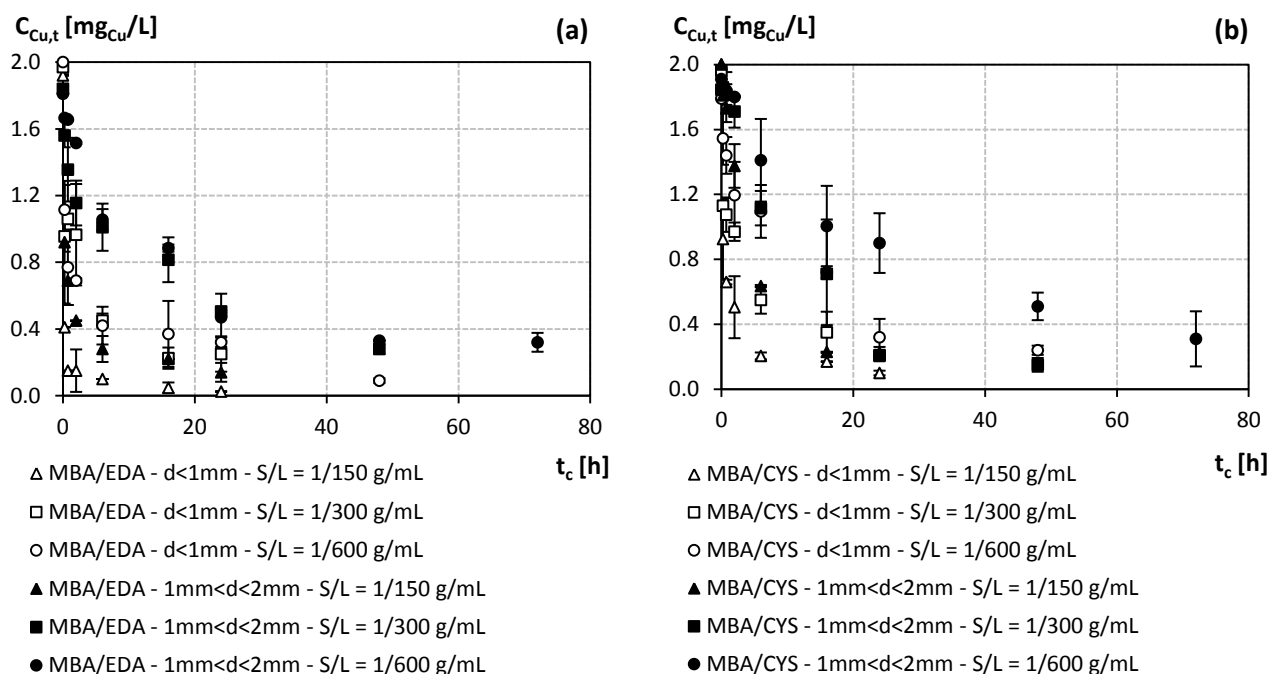 C_Cu,t [mg_Cu/L]
(a)
2.0
1.6
1.2
0.8
0.4
0.0
0 20 40 60 80
t_c [h]
MBA/EDA - d<1mm - S/L = 1/150 g/mL
MBA/EDA - d<1mm - S/L = 1/300 g/mL
MBA/EDA - d<1mm - S/L = 1/600 g/mL
MBA/EDA - 1mm<d<2mm - S/L = 1/150 g/mL
MBA/EDA - 1mm<d<2mm - S/L = 1/300 g/mL
MBA/EDA - 1mm<d<2mm - S/L = 1/600 g/mL
C_Cu,t [mg_Cu/L]
(b)
2.0
1.6
1.2
0.8
0.4
0.0
0 20 40 60 80
t_c [h]
MBA/CYS - d<1mm - S/L = 1/150 g/mL
MBA/CYS - d<1mm - S/L = 1/300 g/mL
MBA/CYS - d<1mm - S/L = 1/600 g/mL
MBA/CYS - 1mm<d<2mm - S/L = 1/150 g/mL
MBA/CYS - 1mm<d<2mm - S/L = 1/300 g/mL
MBA/CYS - 1mm<d<2mm - S/L = 1/600 g/mL